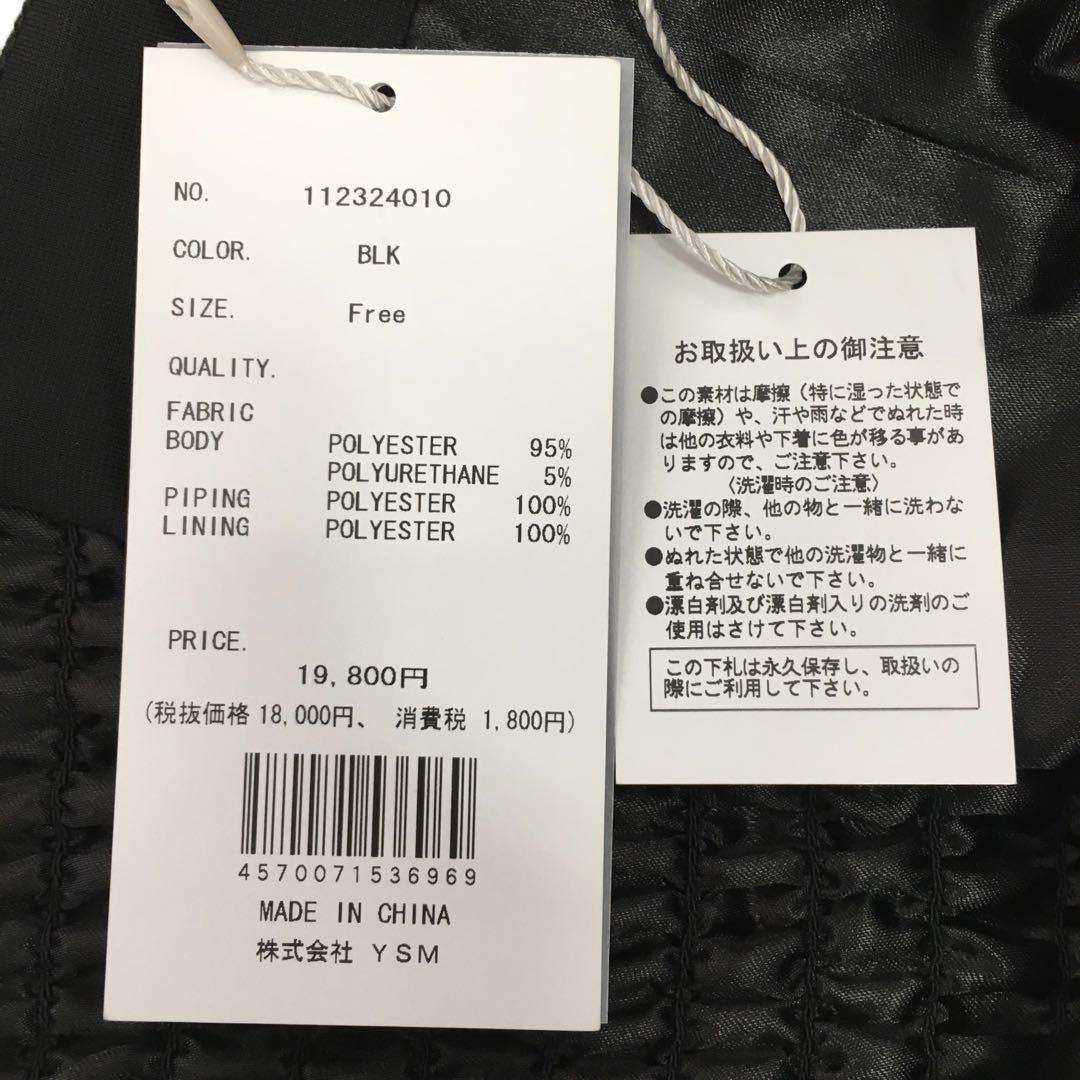 NO. 112324010
COLOR. BLK
SIZE. Free
QUALITY.
FABRIC
BODY POLYESTER 95%
POLYURETHANE 5%
PIPING POLYESTER 100%
LINING POLYESTER 100%
PRICE.
19,800円
(税抜価格 18,000円、 消費税 1,800円)
4570071536969
MADE IN CHINA
株式会社 YSM
お取扱い上の御注意
●この素材は摩擦（特に湿った状態で
の摩擦）や、汗や雨などでぬれた時
は他の衣料や下着に色が移る事があ
りますので、ご注意下さい。
〈洗濯時のご注意〉
●洗濯の際、他の物と一緒に洗わな
いで下さい。
●ぬれた状態で他の洗濯物と一緒に
重ね合せないで下さい。
●漂白剤及び漂白剤入りの洗剤のご
使用はさけて下さい。
この下札は永久保存し、取扱いの
際にご利用して下さい。